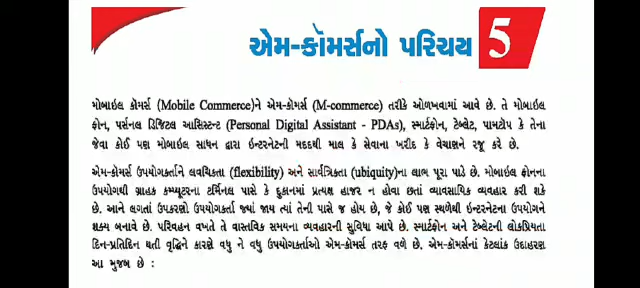 એમ-કૉમર્સનો પરિચય 5
મોબાઇલ કૉમર્સ (Mobile Commerce)ને એમ-કૉમર્સ (M-commerce) તરીકે ઓળખવામાં આવે છે. તે મોબાઇલ
ફોન, પર્સનલ ડિજિટલ આસિસ્ટન્ટ (Personal Digital Assistant - PDAs), સ્માર્ટફોન, ટેબ્લેટ, પામટોપ કે તેના
જેવા કોઈ પણ મોબાઇલ સાધન દ્વારા ઇન્ટરનેટની મદદથી માલ કે સેવાના ખરીદ કે વેચાણને રજૂ કરે છે.
એમ-કૉમર્સ ઉપયોગકર્તાને લવચિકતા (flexibility) અને સાર્વત્રિકતા (ubiquity)ના લાભ પૂરા પાડે છે. મોબાઇલ ફોનના
ઉપયોગથી ગ્રાહક કમ્પ્યૂટરના ટર્મિનલ પાસે કે દુકાનમાં પ્રત્યક્ષ હાજર ન હોવા છતાં વ્યાવસાયિક વ્યવહાર કરી શકે
છે. આને લગતાં ઉપકરણો ઉપયોગકર્તા જ્યાં જાય ત્યાં તેની પાસે જ હોય છે, જે કોઈ પણ સ્થળેથી ઇન્ટરનેટના ઉપયોગને
શક્ય બનાવે છે. પરિવહન વખતે તે વાસ્તવિક સમયના વ્યવહારની સુવિધા આપે છે. સ્માર્ટફોન અને ટેબ્લેટની લોકપ્રિયતા
દિન-પ્રતિદિન થતી વૃદ્ધિને કારણે વધુ ને વધુ ઉપયોગકર્તાઓ એમ-કૉમર્સ તરફ વળે છે. એમ-કૉમર્સનાં કેટલાંક ઉદાહરણ
આ મુજબ છે :